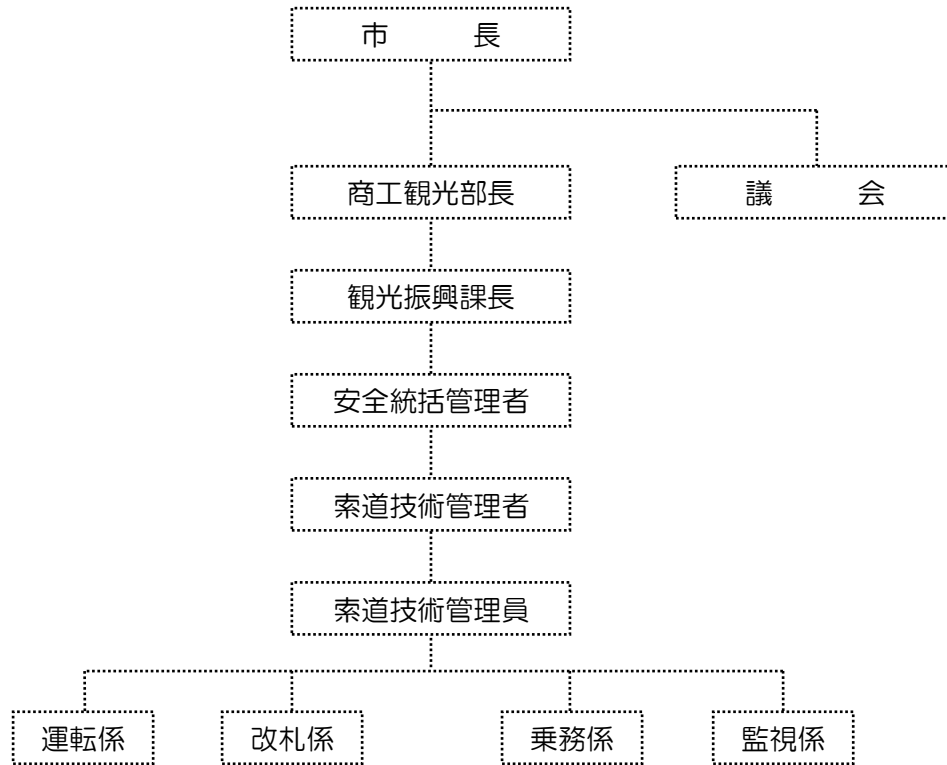 市　　　長
商工観光部長
議　　　会
観光振興課長
安全統括管理者
索道技術管理者
索道技術管理員
運転係
改札係
乗務係
監視係